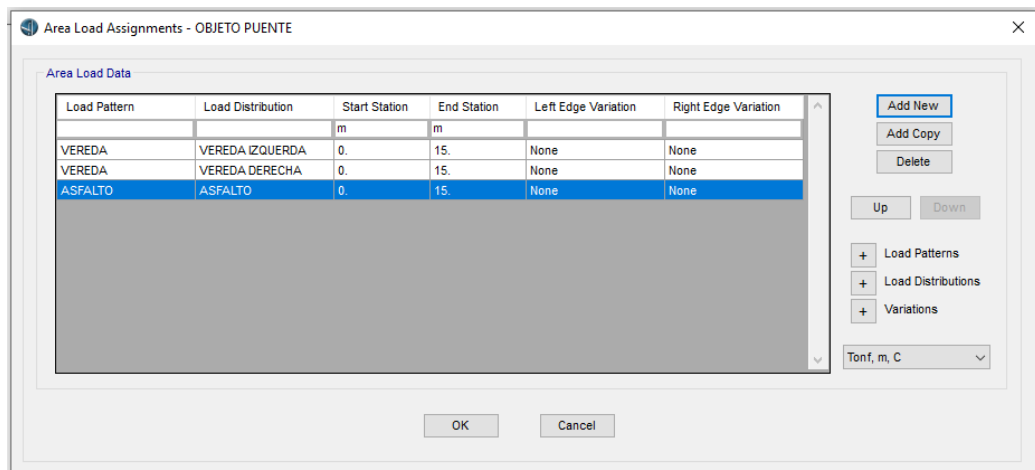 Area Load Assignments - OBJETO PUENTE
Area Load Data
Load Pattern Load Distribution Start Station End Station Left Edge Variation Right Edge Variation
m m
VEREDA VEREDA IZQUERDA 0. 15. None None
VEREDA VEREDA DERECHA 0. 15. None None
ASFALTO ASFALTO 0. 15. None None
Add New
Add Copy
Delete
Up Down
+ Load Patterns
+ Load Distributions
+ Variations
Tonf, m, C
OK Cancel